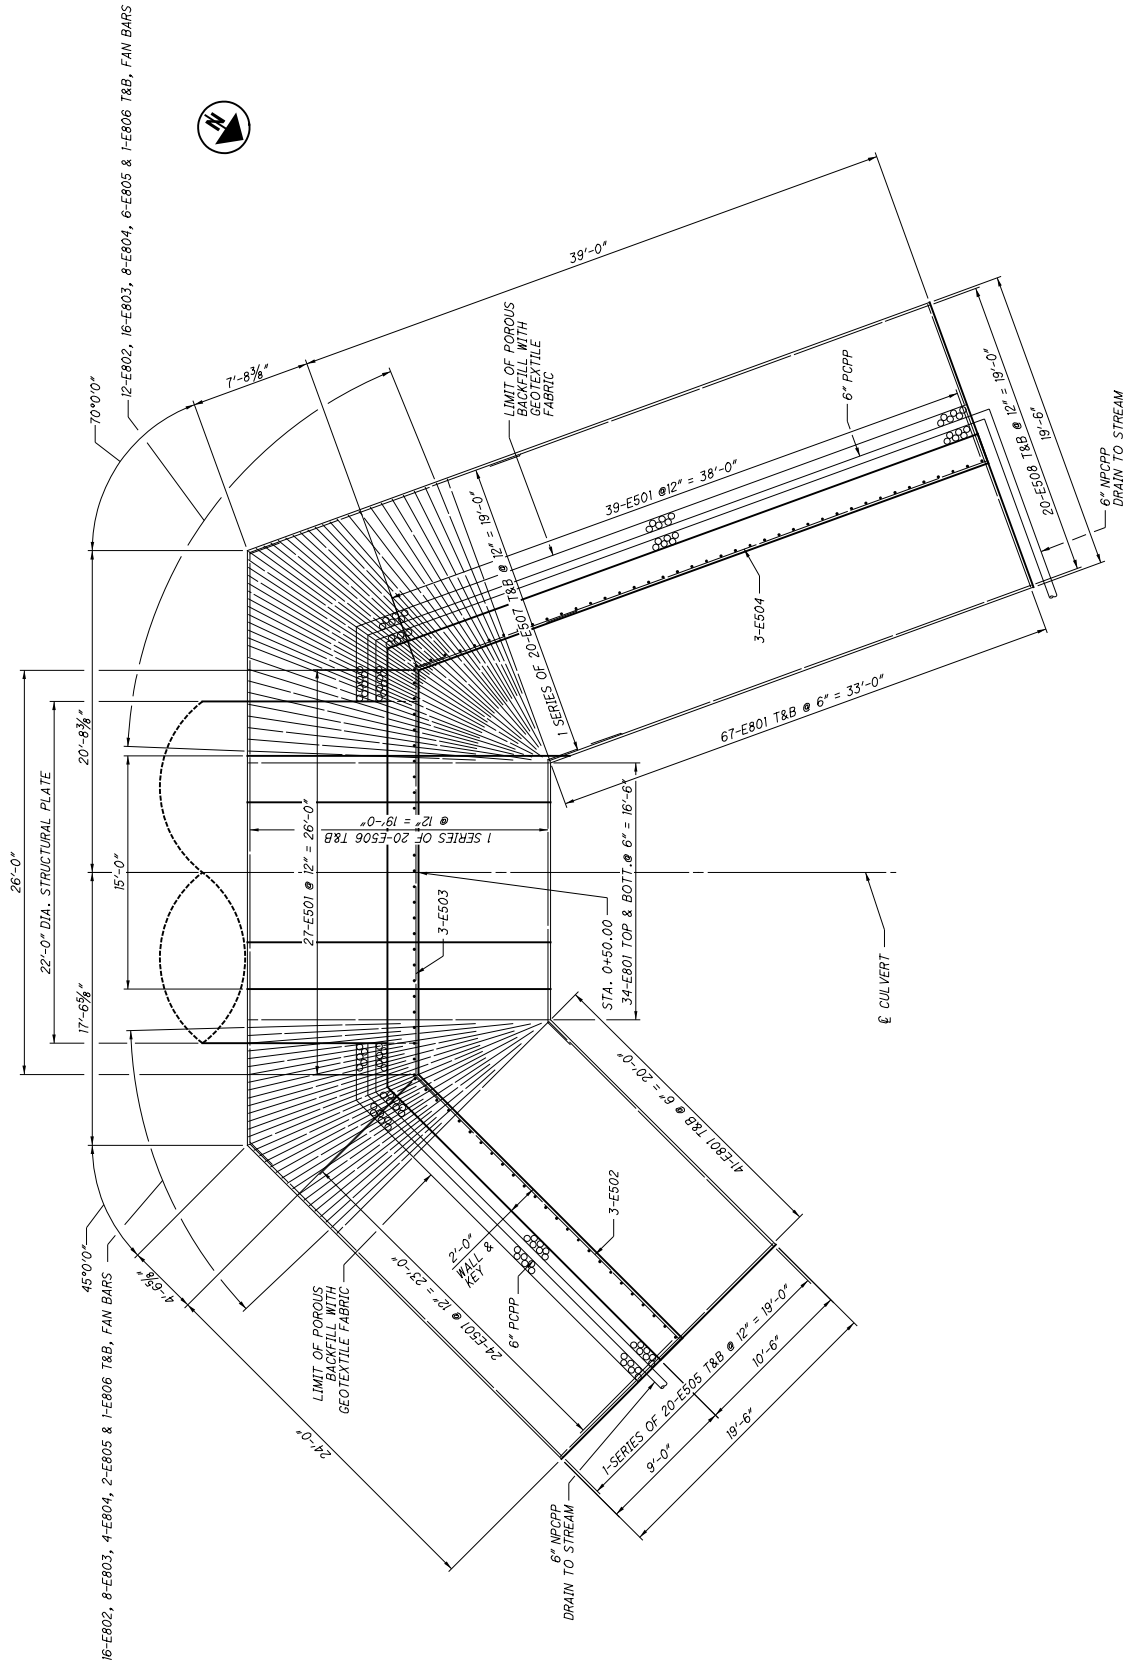 16-E802, 8-E803, 4-E804, 2-E805 & 1-E806 T&B, FAN BARS
12-E802, 16-E803, 8-E804, 6-E805 & 1-E806 T&B, FAN BARS
N
26'-0"
22'-0" DIA. STRUCTURAL PLATE
17'-6⅝"
20'-8⅜"
15'-0"
45°0'0"
70°0'0"
4'-6⅝"
7'-8⅜"
24'-0"
39'-0"
27-E501 @ 12" = 26'-0"
1 SERIES OF 20-E506 T&B
@ 12" = 19'-0"
3-E503
STA. 0+50.00
34-E801 TOP & BOTT. @ 6" = 16'-6"
℄ CULVERT
LIMIT OF POROUS
BACKFILL WITH
GEOTEXTILE FABRIC
24-E501 @ 12" = 23'-0"
2'-0"
WALL &
KEY
6" PCPP
3-E502
41-E801 T&B @ 6" = 20'-0"
1-SERIES OF 20-E505 T&B @ 12" = 19'-0"
9'-0"
10'-6"
19'-6"
6" NPCPP
DRAIN TO STREAM
LIMIT OF POROUS
BACKFILL WITH
GEOTEXTILE
FABRIC
1 SERIES OF 20-E507 T&B @ 12" = 19'-0"
39-E501 @12" = 38'-0"
6" PCPP
3-E504
67-E801 T&B @ 6" = 33'-0"
20-E508 T&B @ 12" = 19'-0"
19'-6"
6" NPCPP
DRAIN TO STREAM